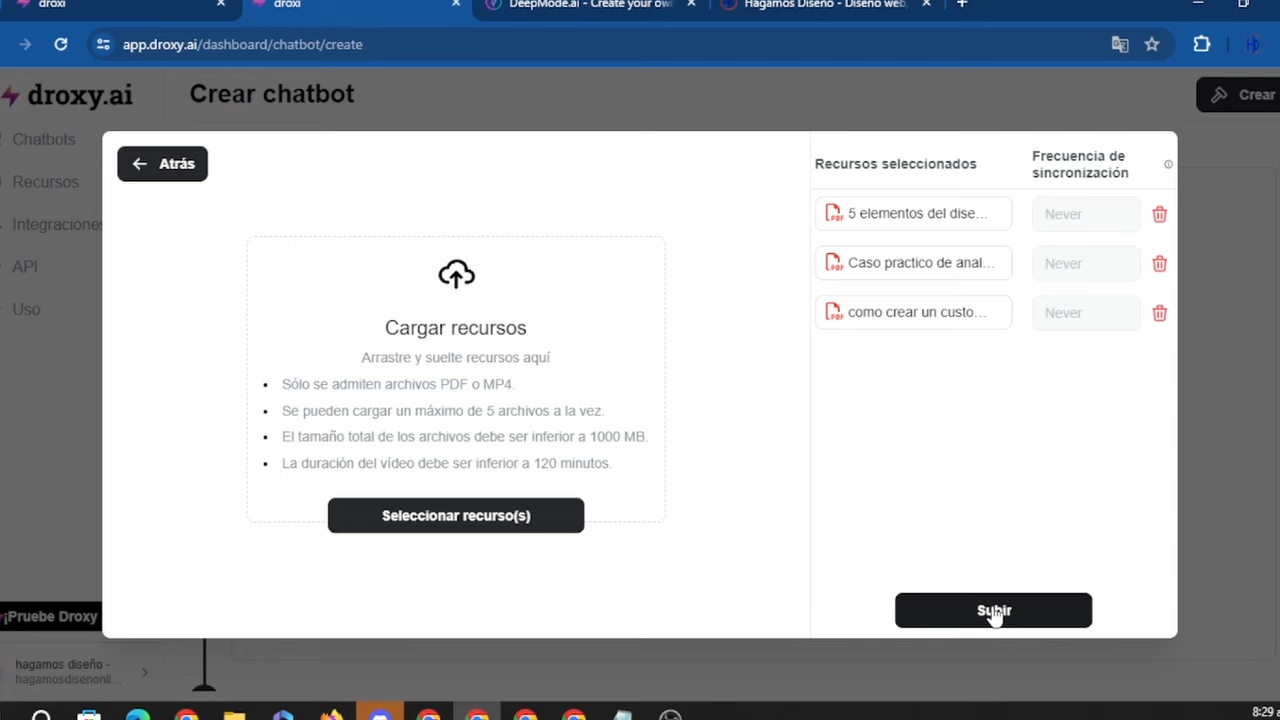 droxi
droxi
DeepMode.ai - Create your own
Hagamos Diseño - Diseño web,
app.droxy.ai/dashboard/chatbot/create
droxy.ai
Crear chatbot
Crear
Chatbots
Recursos
Integraciones
API
Uso
Atrás
Cargar recursos
Arrastre y suelte recursos aquí
Sólo se admiten archivos PDF o MP4.
Se pueden cargar un máximo de 5 archivos a la vez.
El tamaño total de los archivos debe ser inferior a 1000 MB.
La duración del vídeo debe ser inferior a 120 minutos.
Seleccionar recurso(s)
Recursos seleccionados
Frecuencia de
sincronización
PDF 5 elementos del dise... Never
PDF Caso practico de anal... Never
PDF como crear un custo... Never
Subir
¡Pruebe Droxy
hagamos diseño -
hagamosdisenonli...
8:29